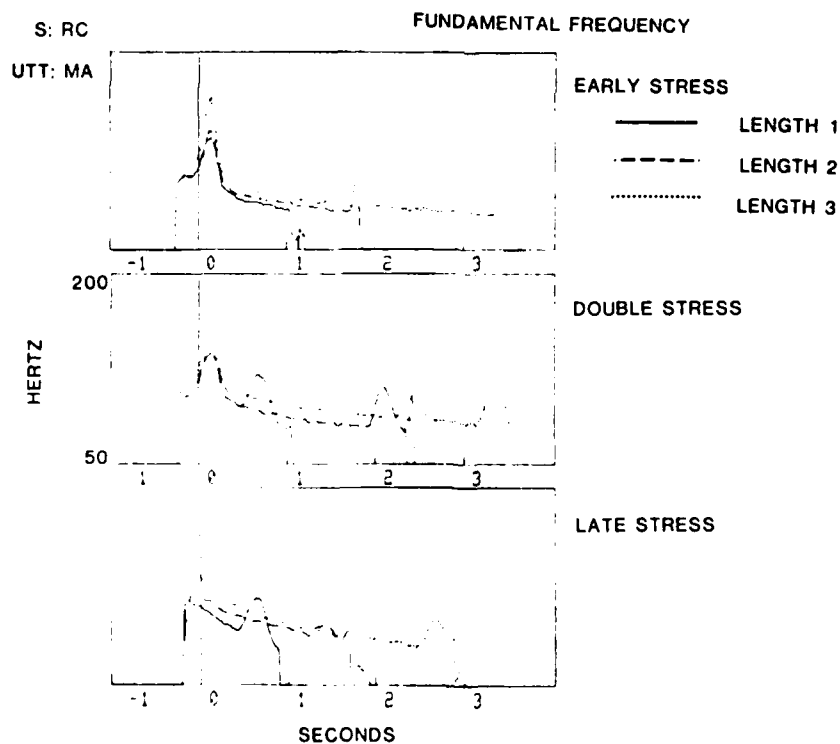 S: RC
FUNDAMENTAL FREQUENCY
UTT: MA
EARLY STRESS
LENGTH 1
LENGTH 2
LENGTH 3
-1 0 1 2 3
200
DOUBLE STRESS
HERTZ
50
1 0 1 2 3
LATE STRESS
-1 0 1 2 3
SECONDS